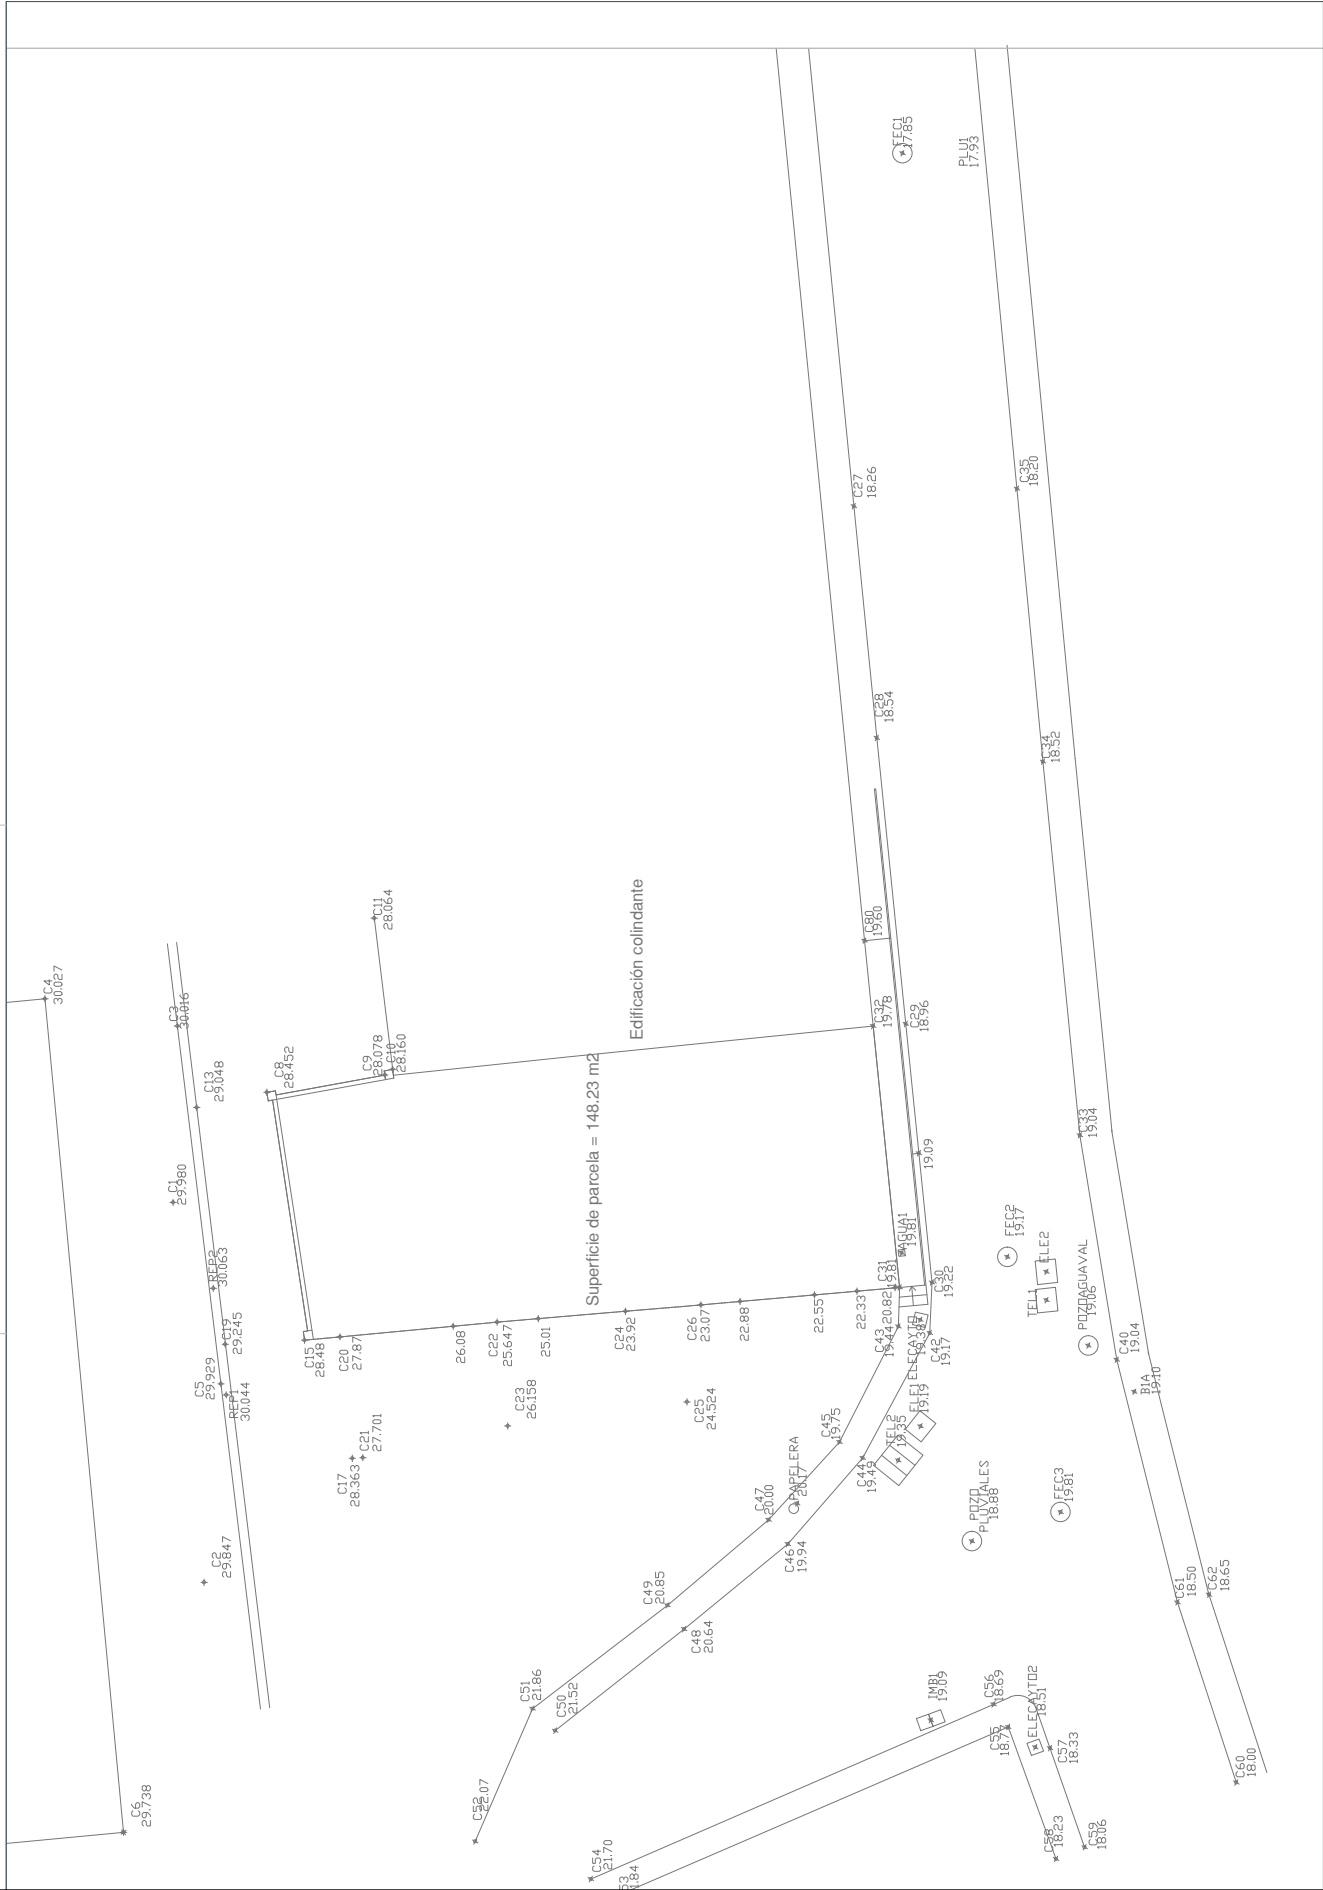 FEC1
17.85
PLU1
17.93
C27
18.26
C35
18.20
C28
18.54
C34
18.52
C11
28.064
Edificación colindante
C80
19.60
C4
30.027
C3
30.016
C32
19.78
C29
18.96
C13
29.048
C8
28.452
C9
28.078
C10
28.160
Superficie de parcela = 148.23 m2
C33
19.04
19.09
C1
29.980
REP2
30.063
AGUA1
19.81
FEC2
19.17
ELE2
TEL1
POZOAGUAVAL
19.06
C31
19.81
C30
19.22
C19
29.245
C5
29.929
REP1
30.044
C15
28.48
C20
27.87
26.08
C22
25.647
25.01
C24
23.92
C26
23.07
22.88
22.55
22.33
20.82
C43
19.44
ELECAYTO
C42
19.17
C40
19.04
B1A
19.10
C21
27.701
C17
28.363
C23
26.158
C25
24.524
C45
19.75
ELE1
19.19
TEL2
19.35
C44
19.49
PAPELERA
20.17
C47
20.00
C46
19.94
POZO
PLUVIALES
18.88
FEC3
19.81
C2
29.847
C49
20.85
C48
20.64
C61
18.50
C62
18.65
C51
21.86
C50
21.52
IMB1
19.09
C56
18.69
C55
18.77
ELECAYTO2
18.51
C57
18.33
C60
18.00
C6
29.738
C52
22.07
C54
21.70
C58
18.23
C59
18.06